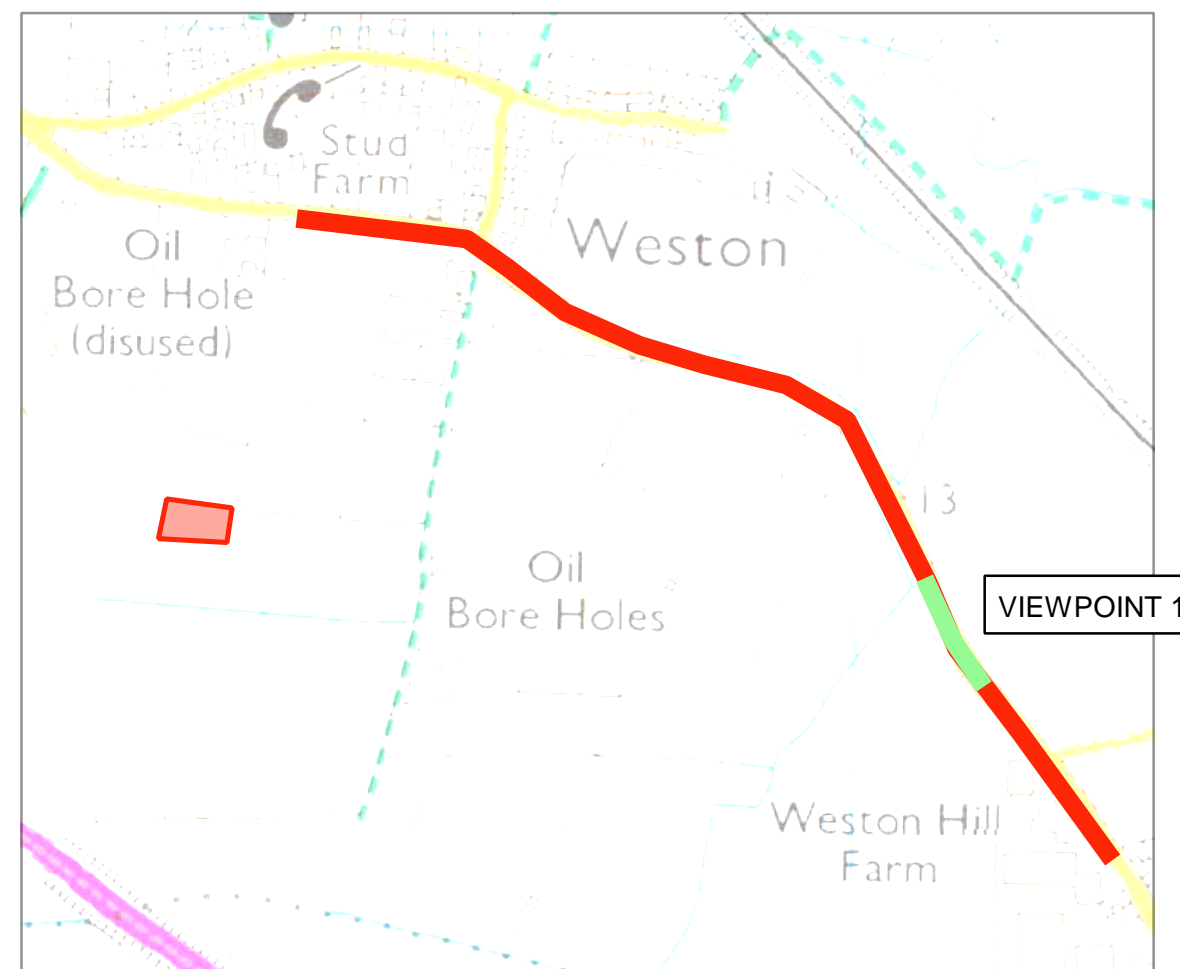 Stud
Farm
Weston
Oil
Bore Hole
(disused)
13
Oil
Bore Holes
VIEWPOINT 1
Weston Hill
Farm